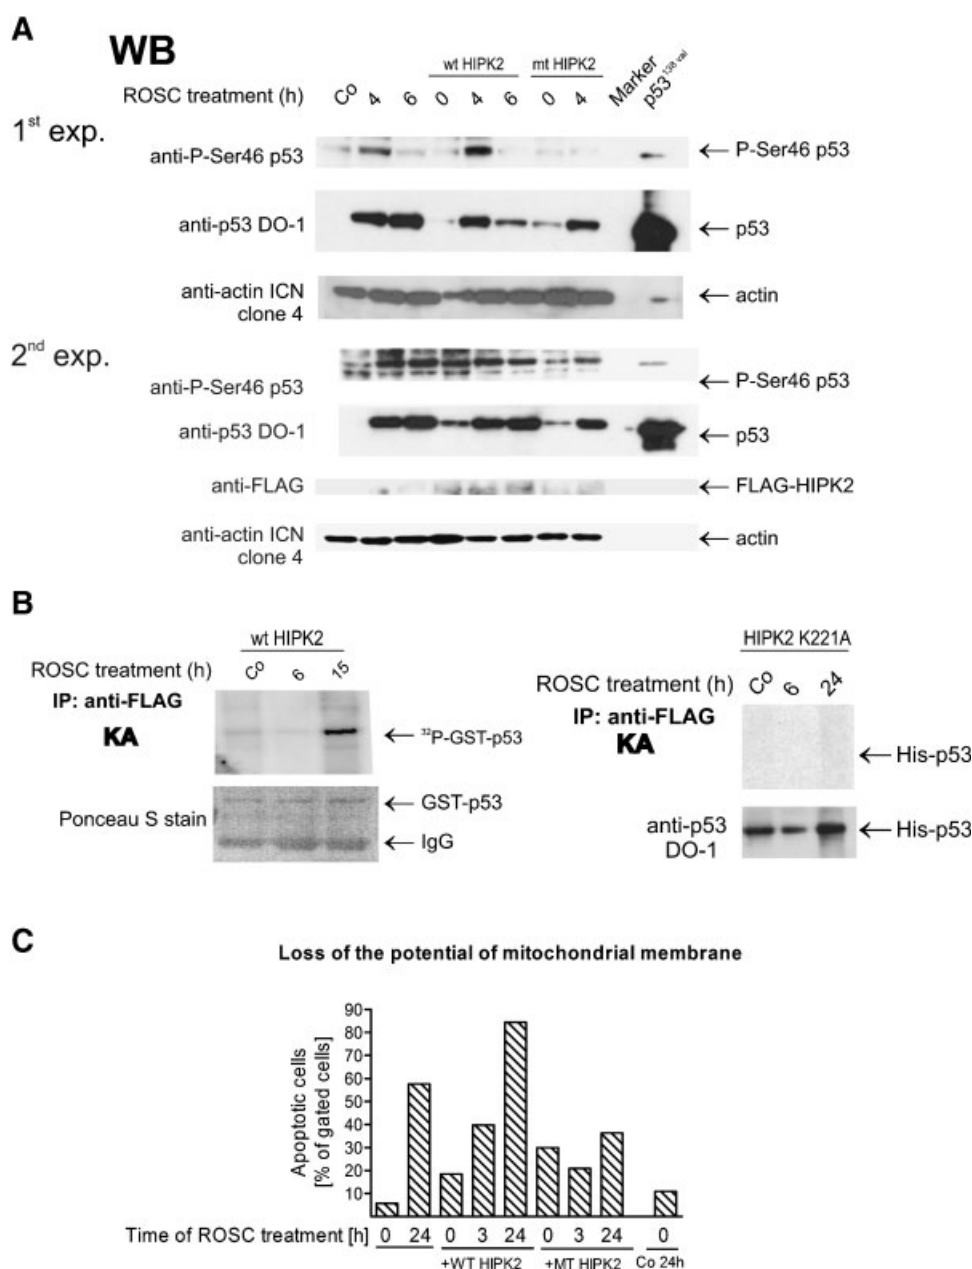 A
WB
wt HIPK2 mt HIPK2
ROSC treatment (h) Co 4 6 0 4 6 0 4 Marker p53¹³⁸ ᵛᵃˡ
1st exp.
anti-P-Ser46 p53 ← P-Ser46 p53
anti-p53 DO-1 ← p53
anti-actin ICN ← actin
clone 4
2nd exp.
anti-P-Ser46 p53 ← P-Ser46 p53
anti-p53 DO-1 ← p53
anti-FLAG ← FLAG-HIPK2
anti-actin ICN ← actin
clone 4
B
wt HIPK2
ROSC treatment (h) Co 6 15
IP: anti-FLAG
KA ← ³²P-GST-p53
Ponceau S stain ← GST-p53
← IgG
HIPK2 K221A
ROSC treatment (h) Co 6 24
IP: anti-FLAG
KA ← His-p53
anti-p53 ← His-p53
DO-1
C
Loss of the potential of mitochondrial membrane
Apoptotic cells
[% of gated cells]
90
80
70
60
50
40
30
20
10
Time of ROSC treatment [h] 0 24 0 3 24 0 3 24 0
+WT HIPK2 +MT HIPK2 Co 24h